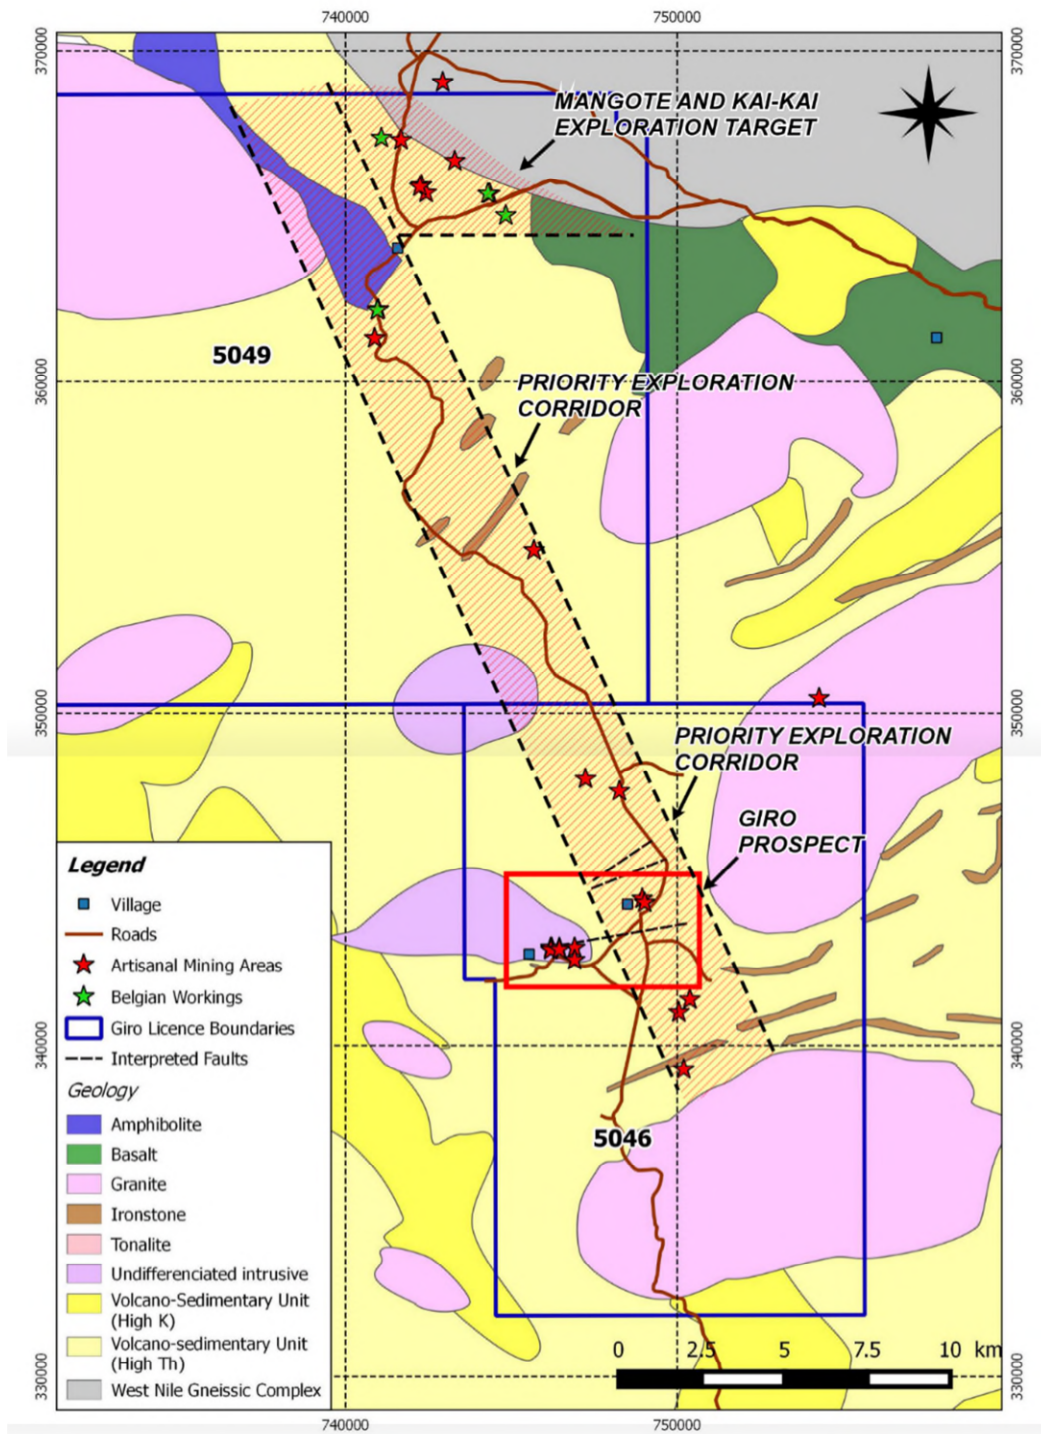 740000
750000
370000
370000
MANGOTE AND KAI-KAI
EXPLORATION TARGET
5049
360000
360000
PRIORITY EXPLORATION
CORRIDOR
350000
350000
PRIORITY EXPLORATION
CORRIDOR
GIRO
PROSPECT
Legend
Village
Roads
Artisanal Mining Areas
Belgian Workings
Giro Licence Boundaries
Interpreted Faults
Geology
Amphibolite
Basalt
Granite
Ironstone
Tonalite
Undifferenciated intrusive
Volcano-Sedimentary Unit
(High K)
Volcano-sedimentary Unit
(High Th)
West Nile Gneissic Complex
340000
340000
5046
0 2.5 5 7.5 10 km
330000
330000
740000
750000